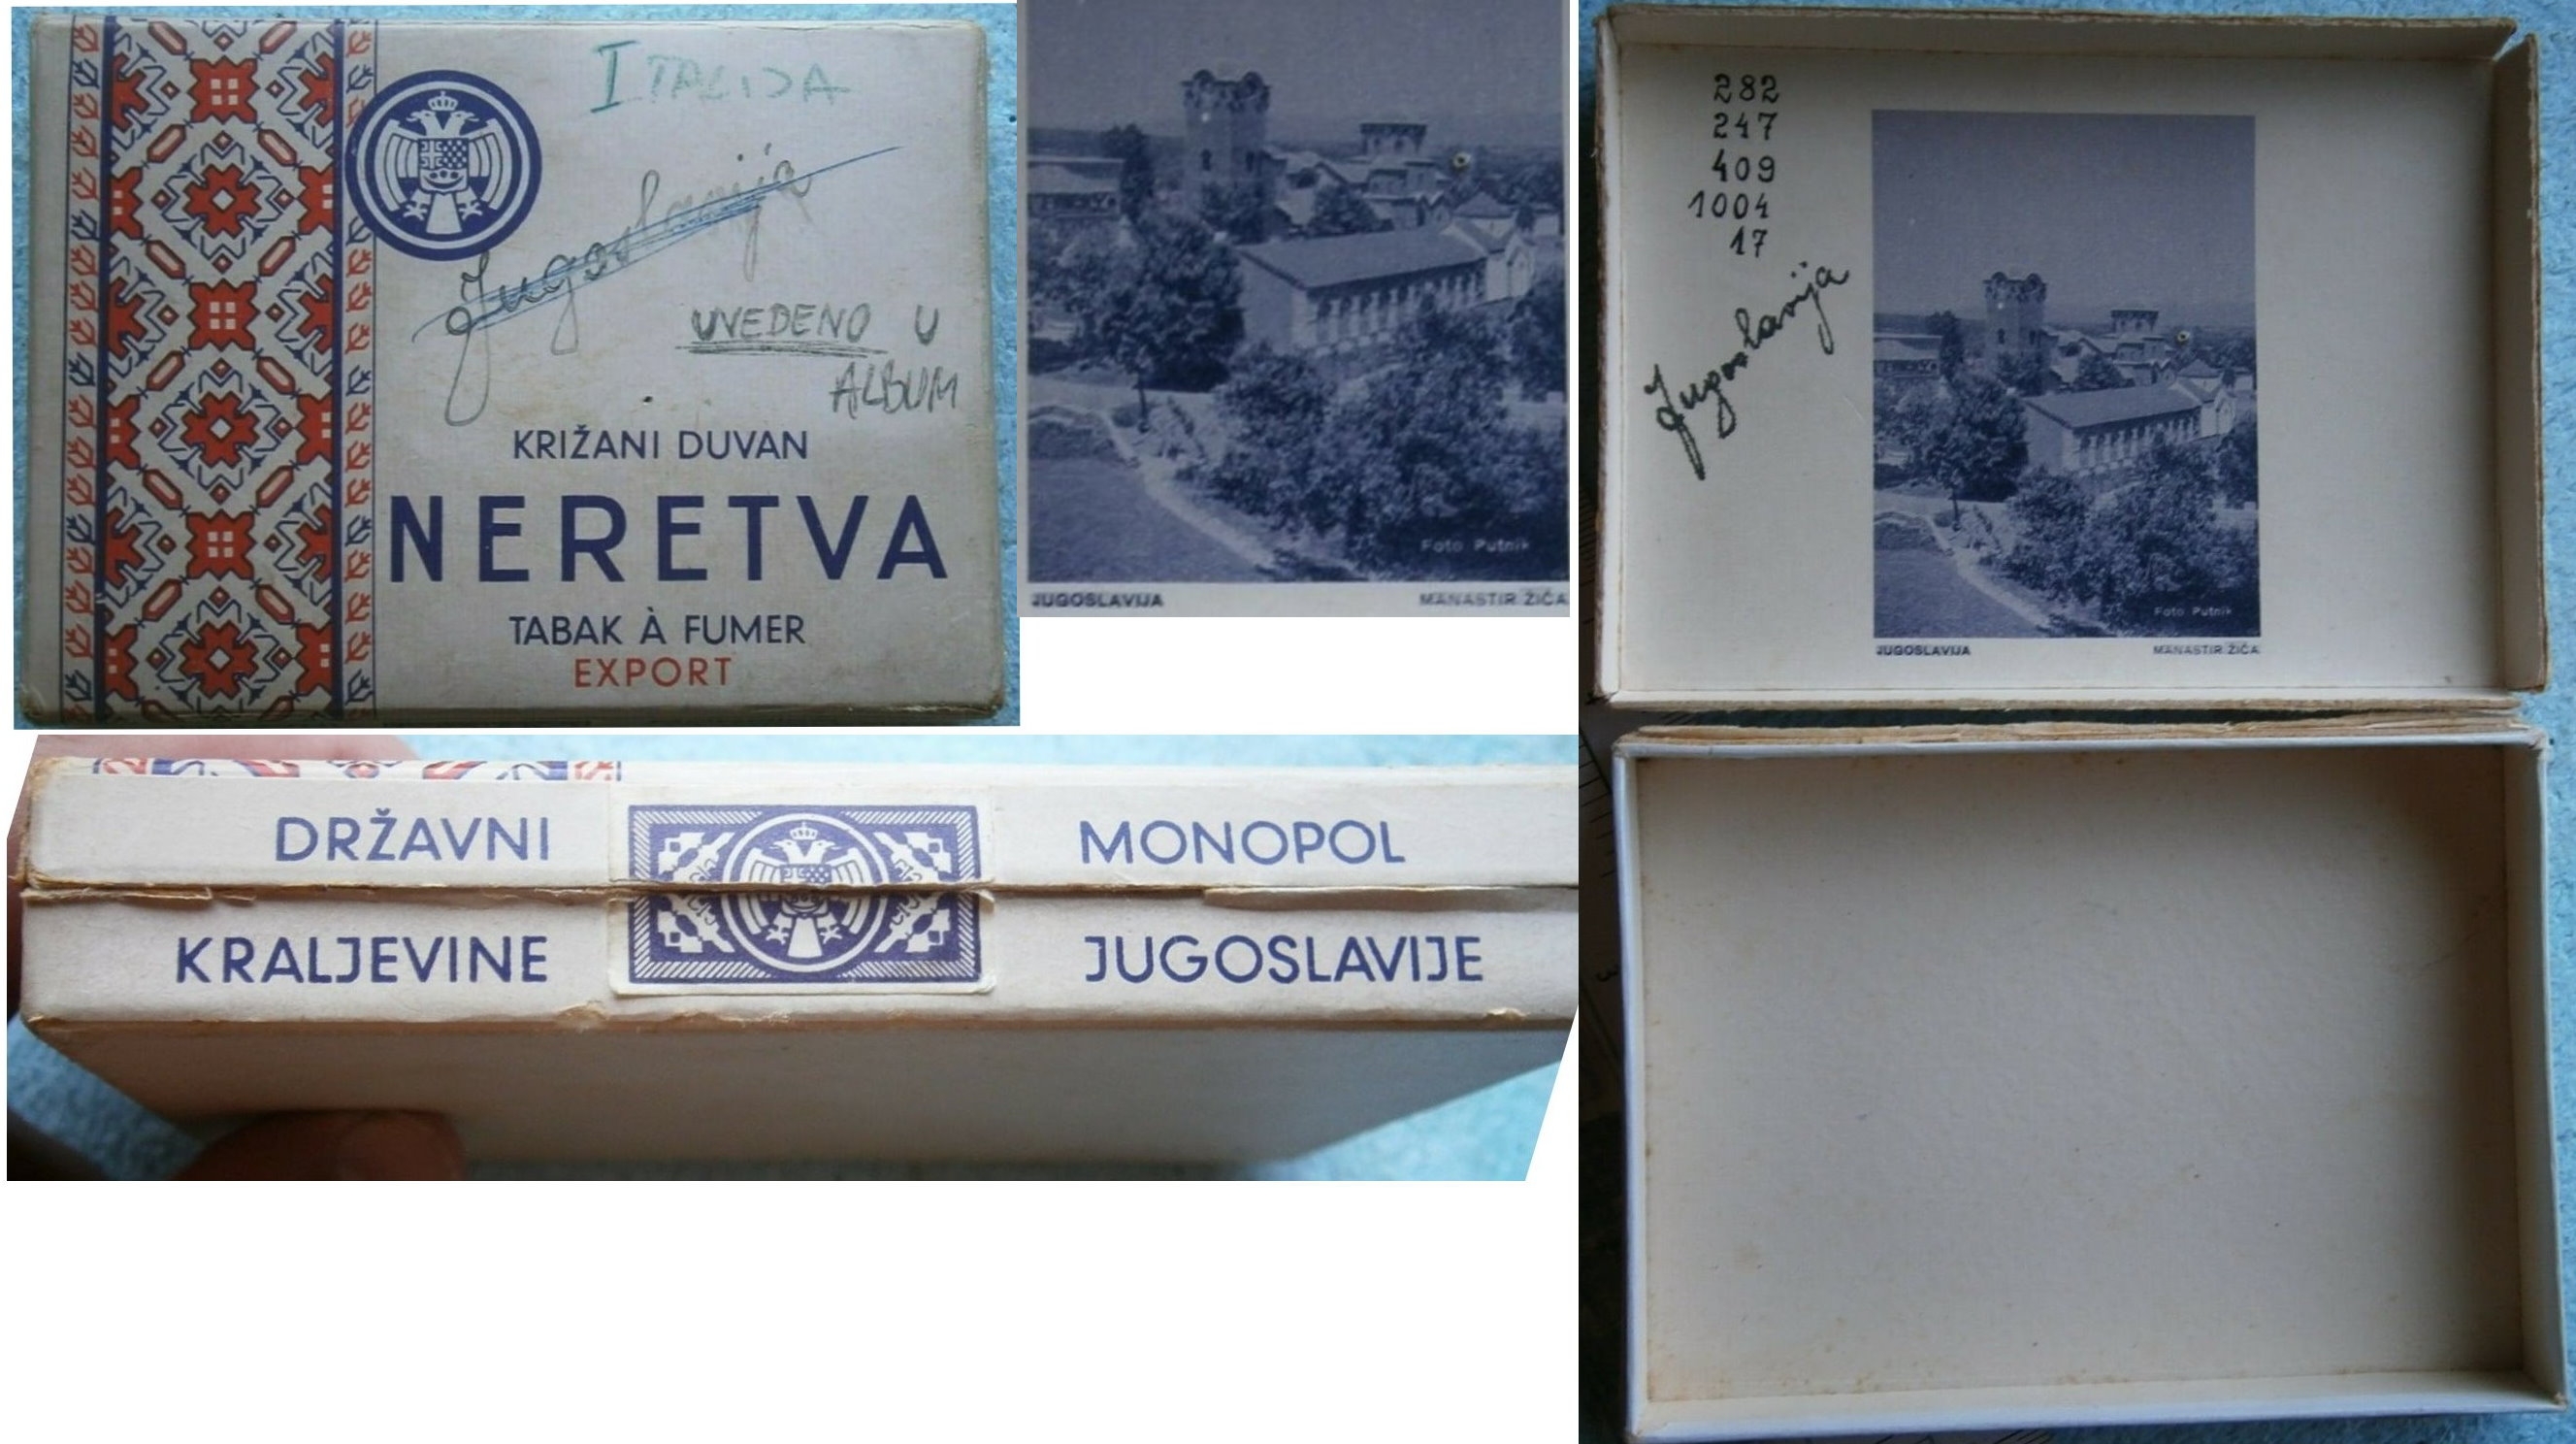 ITALIJA
Jugoslavija
UVEDENO U
ALBUM
KRIŽANI DUVAN
NERETVA
TABAK À FUMER
EXPORT
Foto Putnik
JUGOSLAVIJA MANASTIR ŽIČA
DRŽAVNI MONOPOL
KRALJEVINE JUGOSLAVIJE
282
247
409
1004
17
Jugoslavija
Foto Putnik
JUGOSLAVIJA MANASTIR ŽIČA